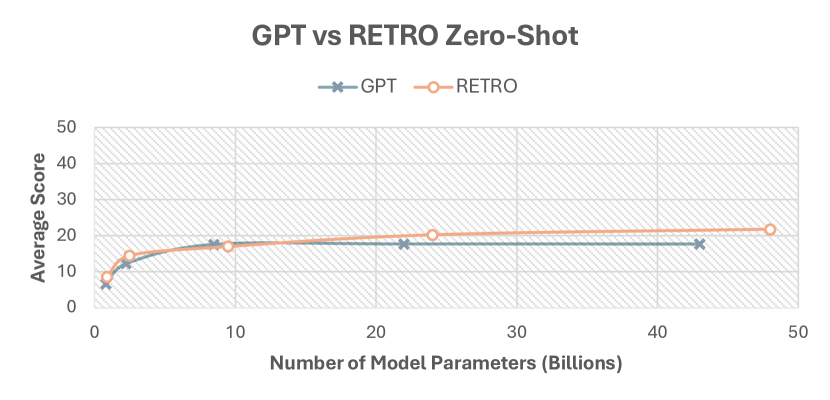 GPT vs RETRO Zero-Shot
GPT RETRO
Average Score
50
40
30
20
10
0
0 10 20 30 40 50
Number of Model Parameters (Billions)